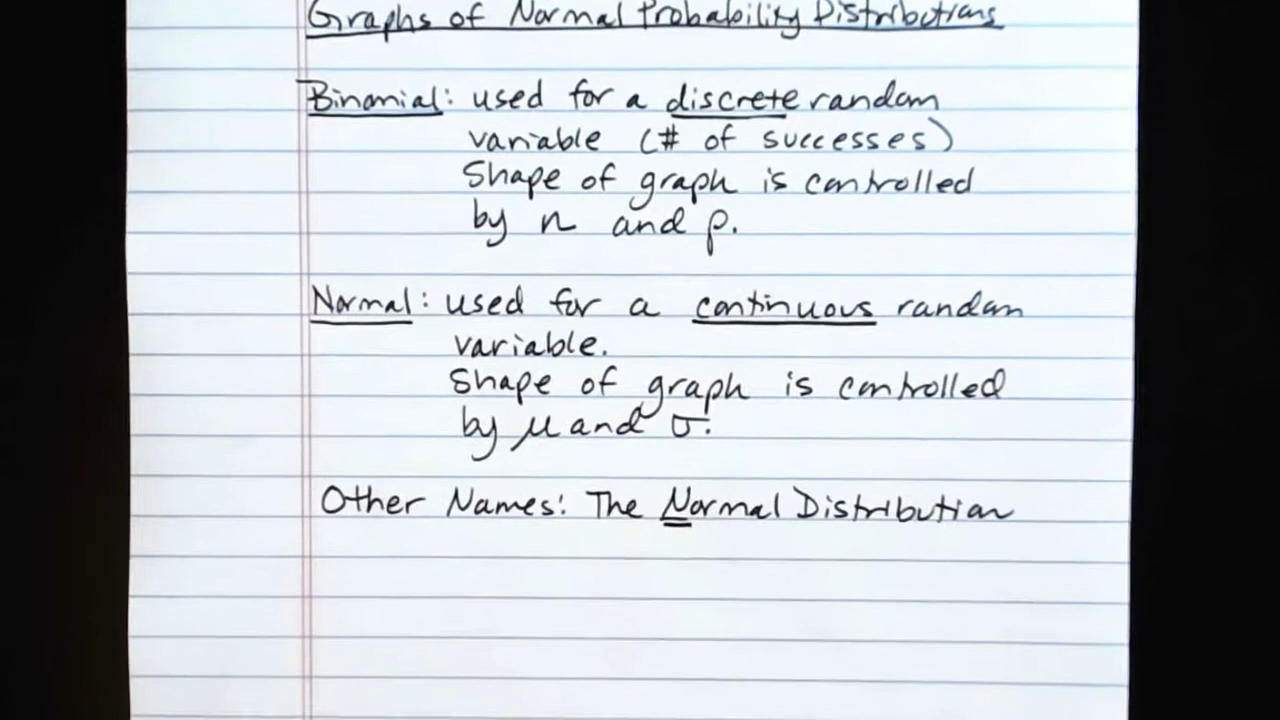 Graphs of Normal Probability Distributions
Binomial: used for a discrete random
variable (# of successes)
Shape of graph is controlled
by n and p.
Normal: used for a continuous random
variable.
Shape of graph is controlled
by μ and σ.
Other Names: The Normal Distribution